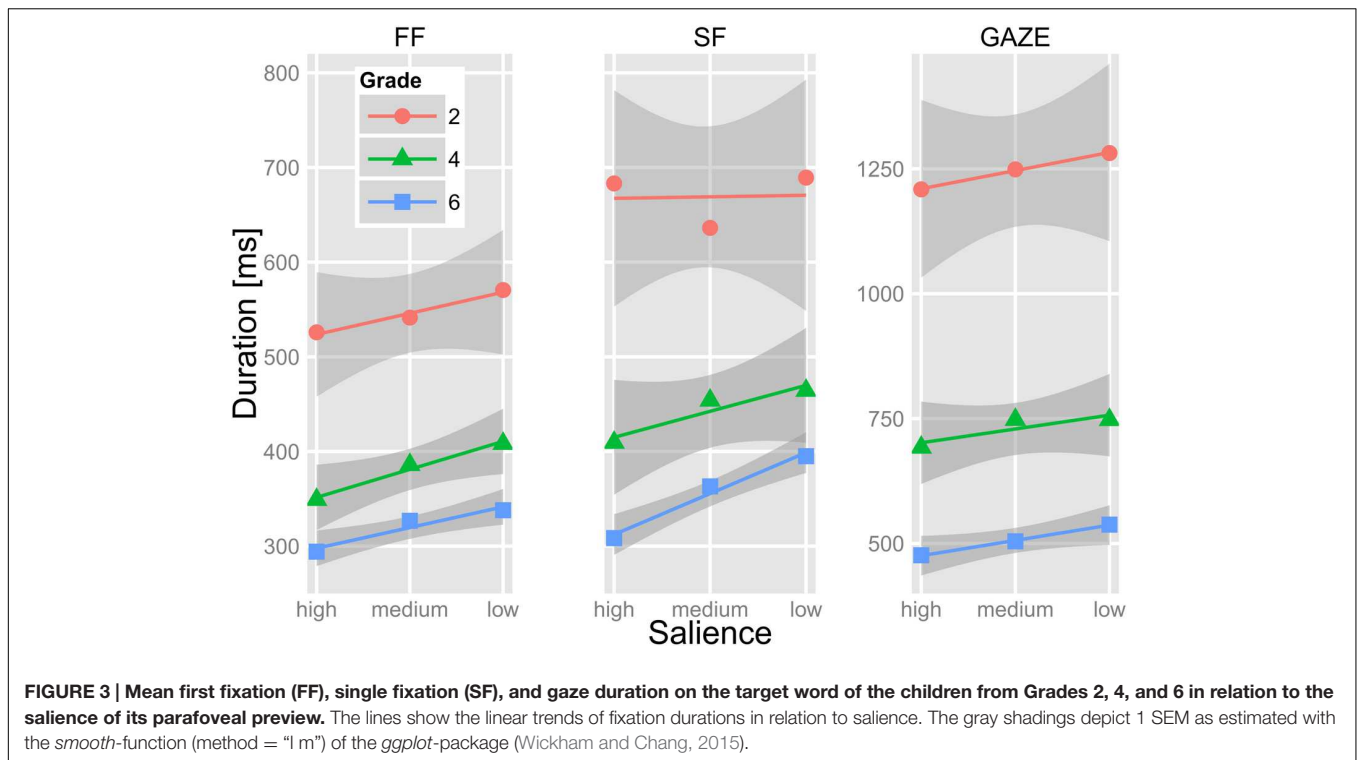 FF SF GAZE
800
700
600
500
400
300
1250
1000
750
500
Grade
2
4
6
Duration [ms]
high medium low high medium low high medium low
Salience
FIGURE 3 | Mean first fixation (FF), single fixation (SF), and gaze duration on the target word of the children from Grades 2, 4, and 6 in relation to the
salience of its parafoveal preview. The lines show the linear trends of fixation durations in relation to salience. The gray shadings depict 1 SEM as estimated with
the smooth-function (method = “l m”) of the ggplot-package (Wickham and Chang, 2015).